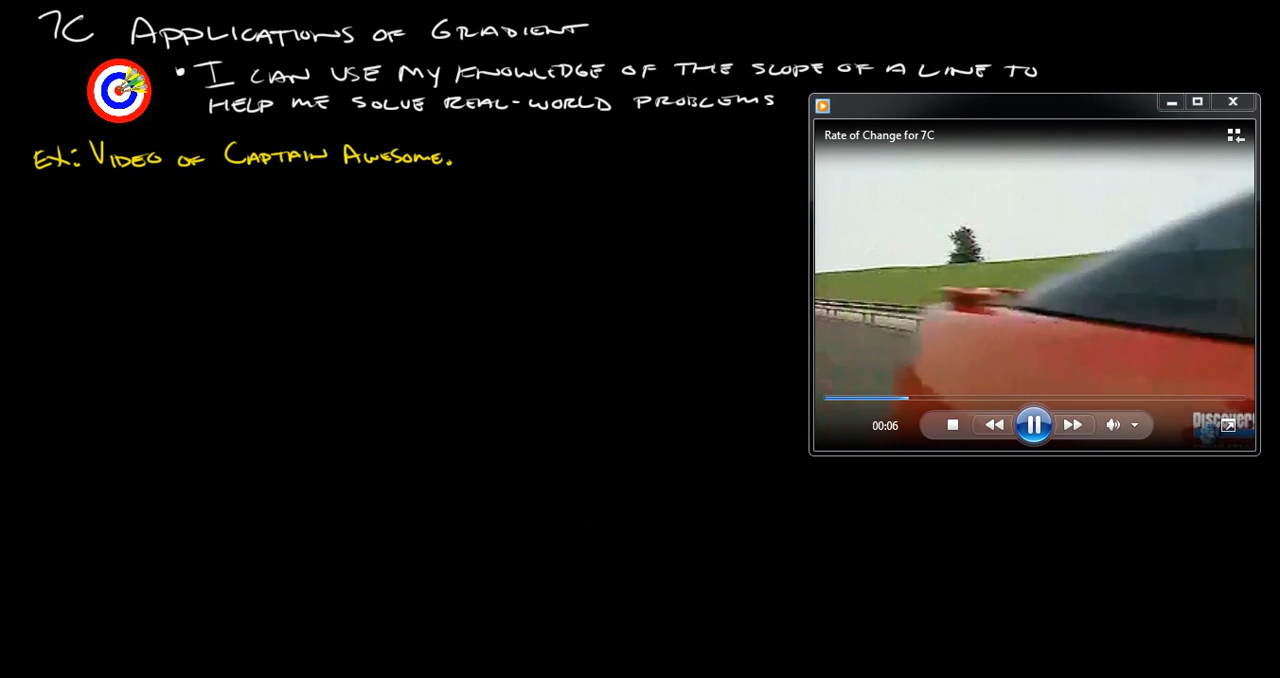 7C APPLICATIONS OF GRADIENT
• I CAN USE MY KNOWLEDGE OF THE SLOPE OF A LINE TO
HELP ME SOLVE REAL-WORLD PROBLEMS
EX: VIDEO OF CAPTAIN AWESOME.
Rate of Change for 7C
00:06
DISCOVERY